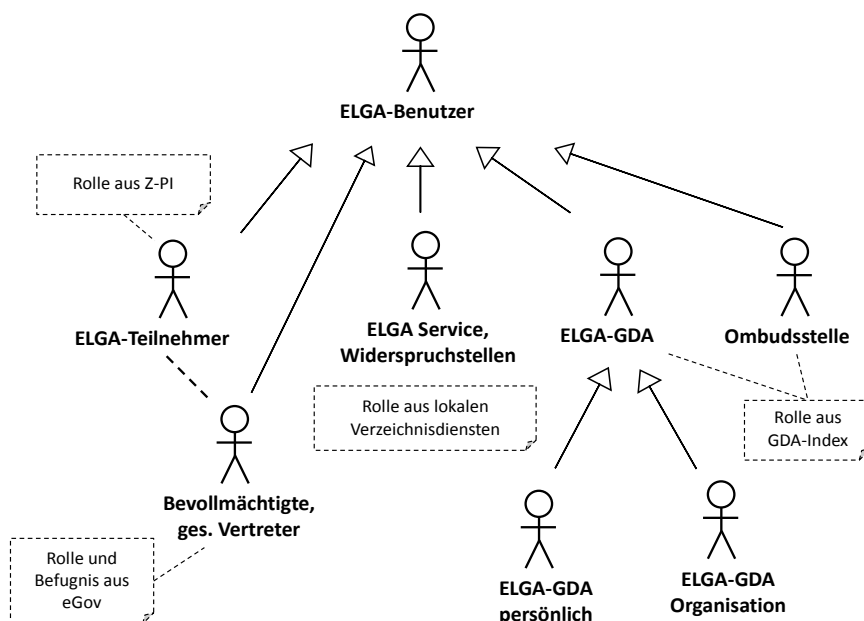 ELGA-Benutzer
Rolle aus Z-PI
ELGA-Teilnehmer
ELGA Service,
Widerspruchstellen
ELGA-GDA
Ombudsstelle
Rolle aus lokalen
Verzeichnisdiensten
Rolle aus
GDA-Index
Bevollmächtigte,
ges. Vertreter
Rolle und
Befugnis aus
eGov
ELGA-GDA
persönlich
ELGA-GDA
Organisation